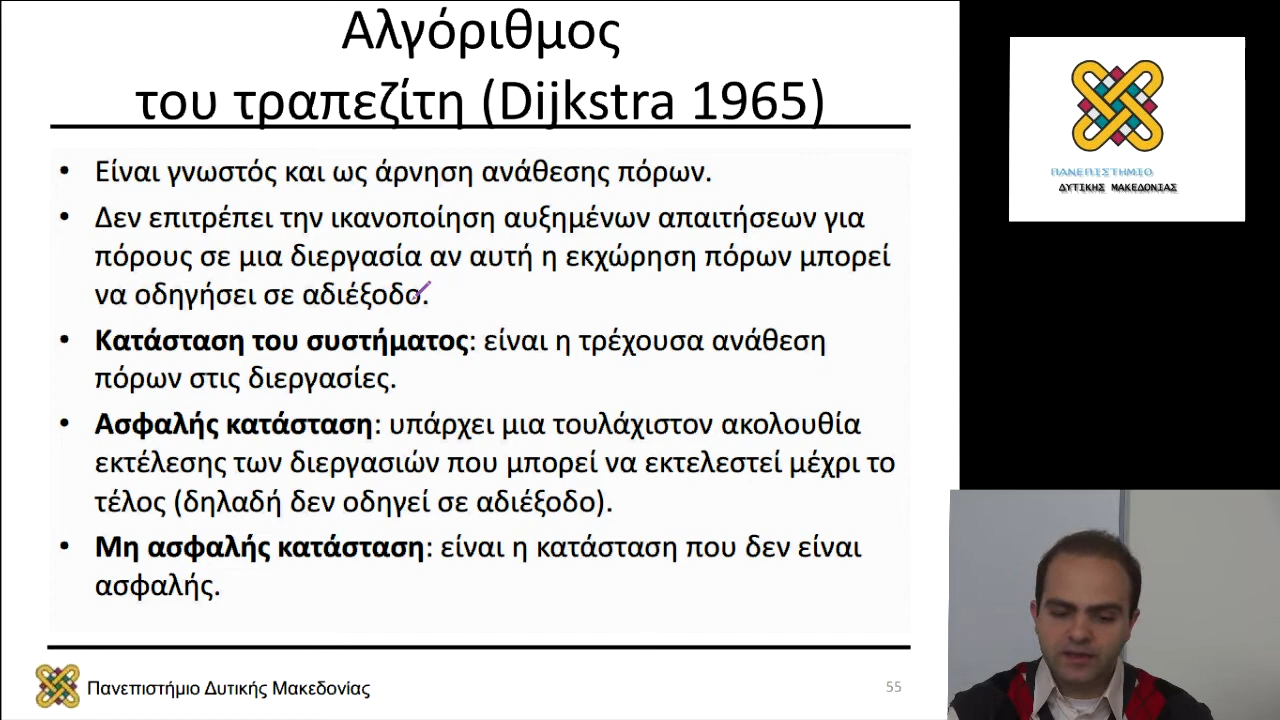 Αλγόριθμος
του τραπεζίτη (Dijkstra 1965)
• Είναι γνωστός και ως άρνηση ανάθεσης πόρων.
• Δεν επιτρέπει την ικανοποίηση αυξημένων απαιτήσεων για
πόρους σε μια διεργασία αν αυτή η εκχώρηση πόρων μπορεί
να οδηγήσει σε αδιέξοδο.
• Κατάσταση του συστήματος: είναι η τρέχουσα ανάθεση
πόρων στις διεργασίες.
• Ασφαλής κατάσταση: υπάρχει μια τουλάχιστον ακολουθία
εκτέλεσης των διεργασιών που μπορεί να εκτελεστεί μέχρι το
τέλος (δηλαδή δεν οδηγεί σε αδιέξοδο).
• Μη ασφαλής κατάσταση: είναι η κατάσταση που δεν είναι
ασφαλής.
Πανεπιστήμιο Δυτικής Μακεδονίας
55
ΠΑΝΕΠΙΣΤΗΜΙΟ
ΔΥΤΙΚΗΣ ΜΑΚΕΔΟΝΙΑΣ